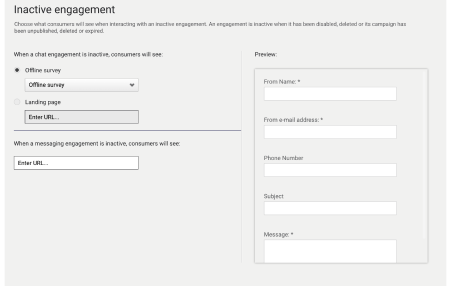 Inactive engagement
Choose what consumers will see when interacting with an inactive engagement. An engagement is inactive when it has been disabled, deleted or its campaign has
been unpublished, deleted or expired.
When a chat engagement is inactive, consumers will see:
Offline survey
Offline survey
Landing page
Enter URL...
When a messaging engagement is inactive, consumers will see:
Enter URL...
Preview:
From Name: *
From e-mail address: *
Phone Number
Subject
Message: *